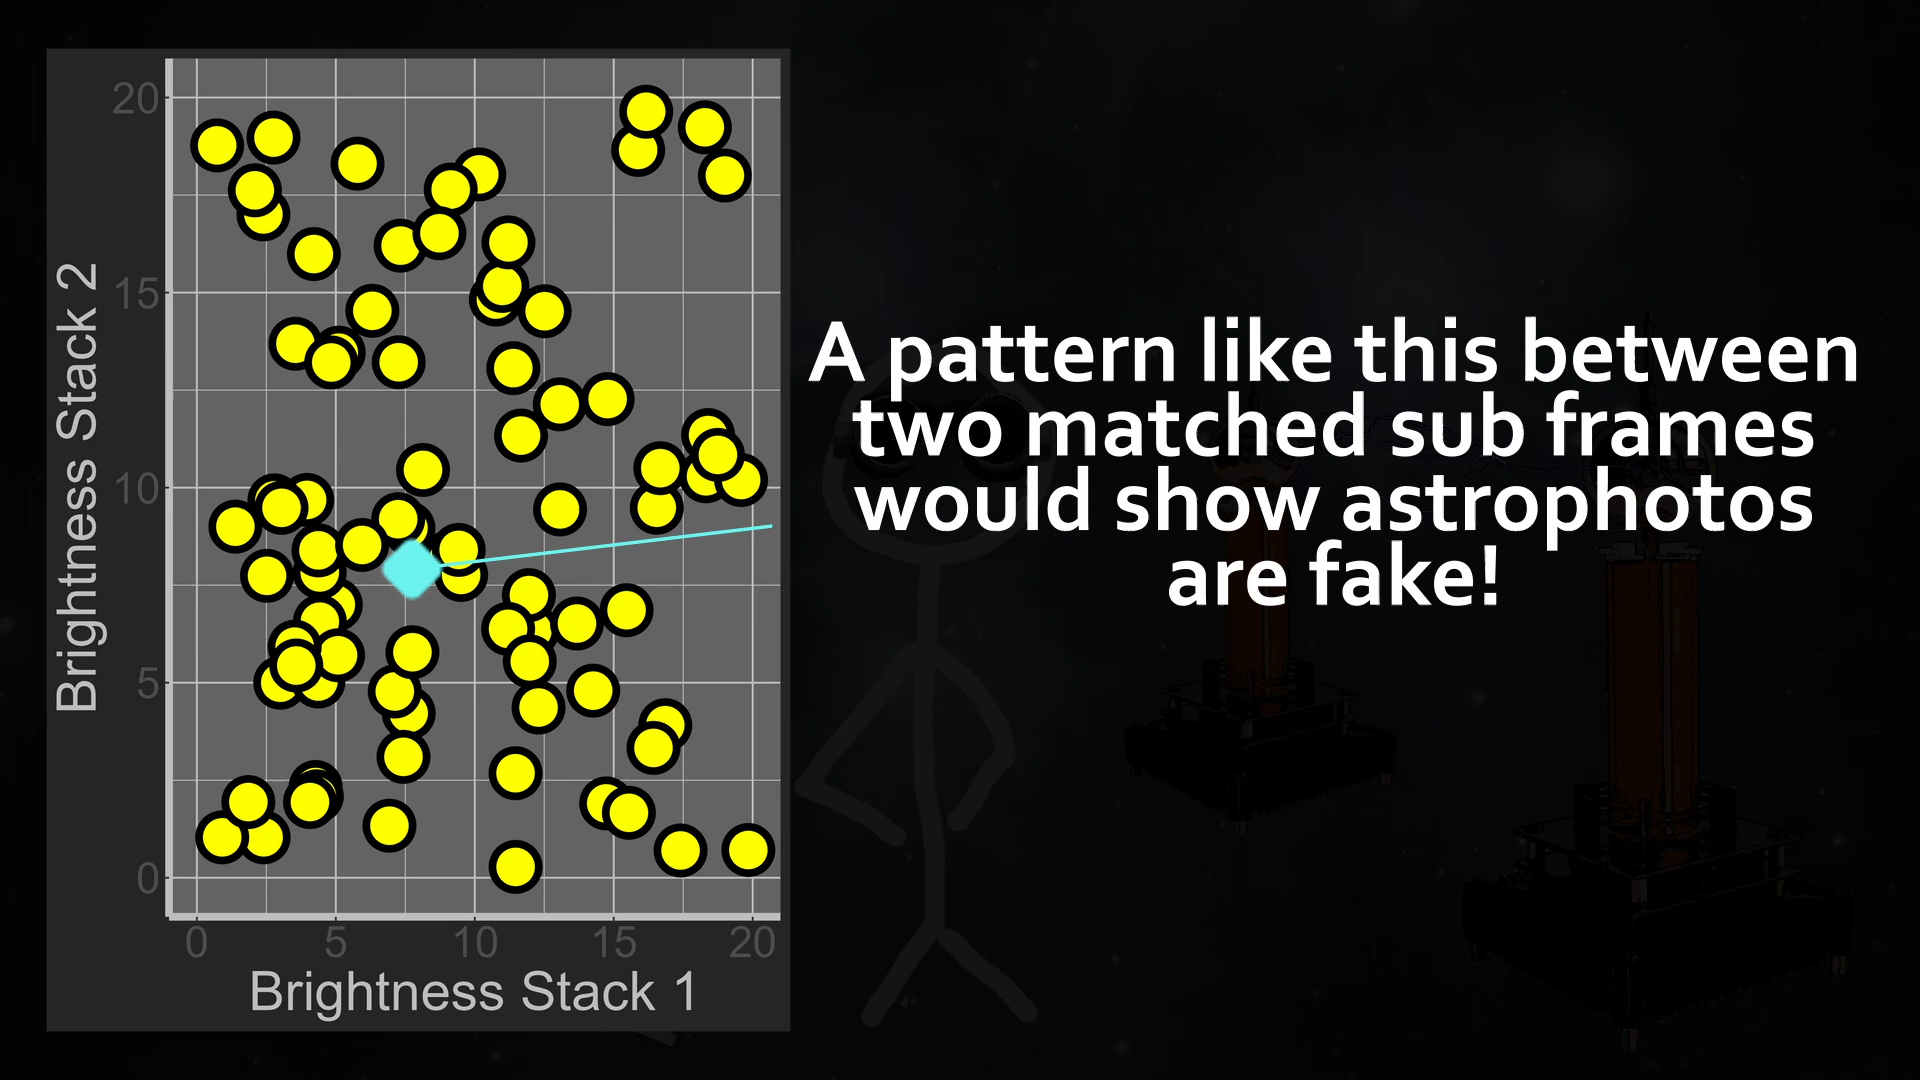 20
15
10
5
0
Brightness Stack 2
0 5 10 15 20
Brightness Stack 1
A pattern like this between
two matched sub frames
would show astrophotos
are fake!